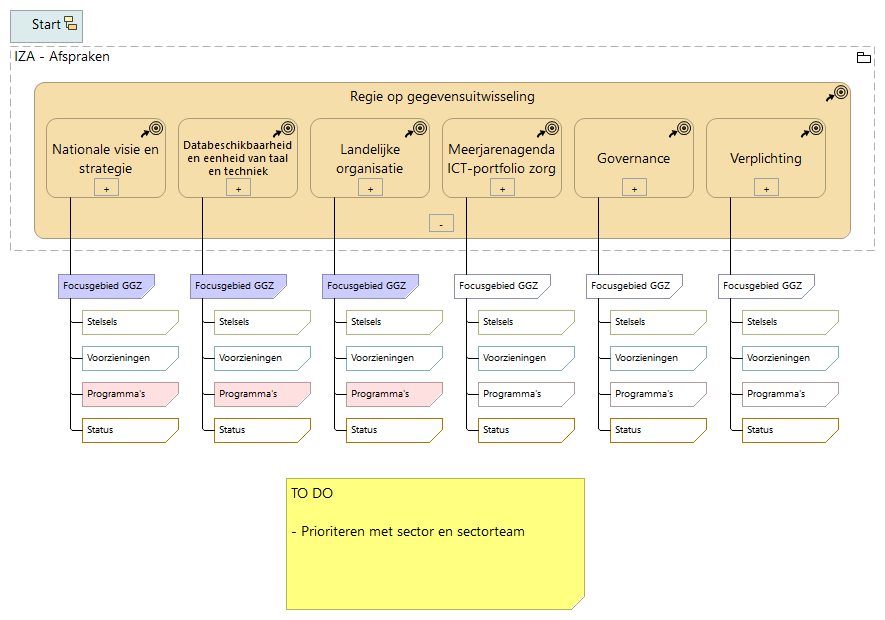 Start
IZA - Afspraken
Regie op gegevensuitwisseling
Nationale visie en
strategie
+
Databeschikbaarheid
en eenheid van taal
en techniek
+
Landelijke
organisatie
+
Meerjarenagenda
ICT-portfolio zorg
+
Governance
+
Verplichting
+
-
Focusgebied GGZ
Focusgebied GGZ
Focusgebied GGZ
Focusgebied GGZ
Focusgebied GGZ
Focusgebied GGZ
Stelsels
Stelsels
Stelsels
Stelsels
Stelsels
Stelsels
Voorzieningen
Voorzieningen
Voorzieningen
Voorzieningen
Voorzieningen
Voorzieningen
Programma's
Programma's
Programma's
Programma's
Programma's
Programma's
Status
Status
Status
Status
Status
Status
TO DO
- Prioriteren met sector en sectorteam